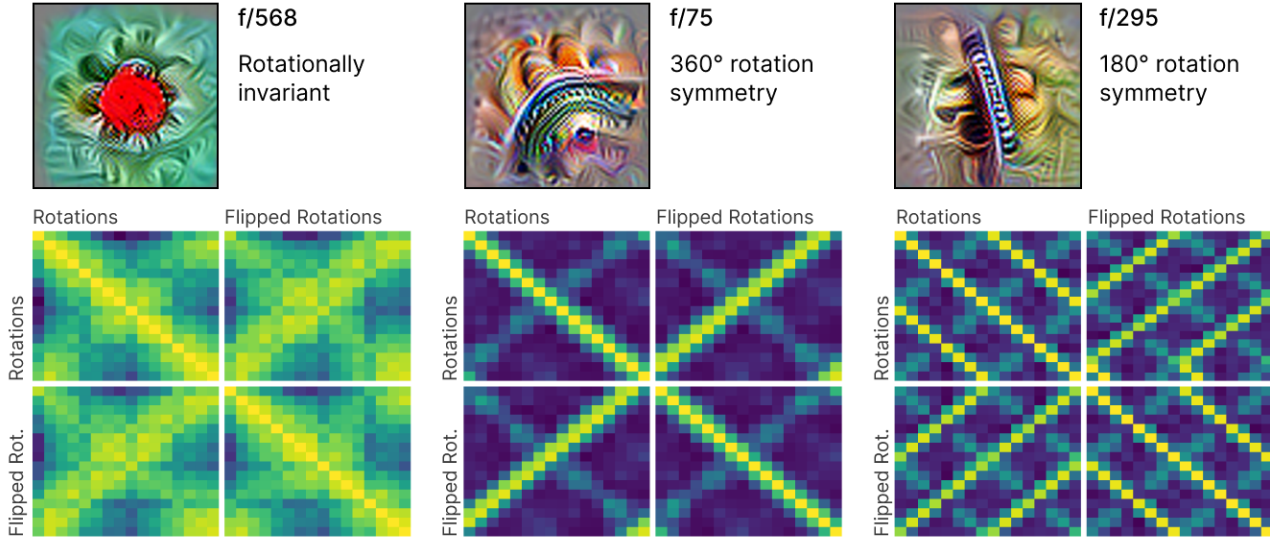 f/568
Rotationally
invariant
f/75
360° rotation
symmetry
f/295
180° rotation
symmetry
Rotations
Flipped Rotations
Rotations
Flipped Rotations
Rotations
Flipped Rotations
Rotations
Rotations
Rotations
Flipped Rot.
Flipped Rot.
Flipped Rot.